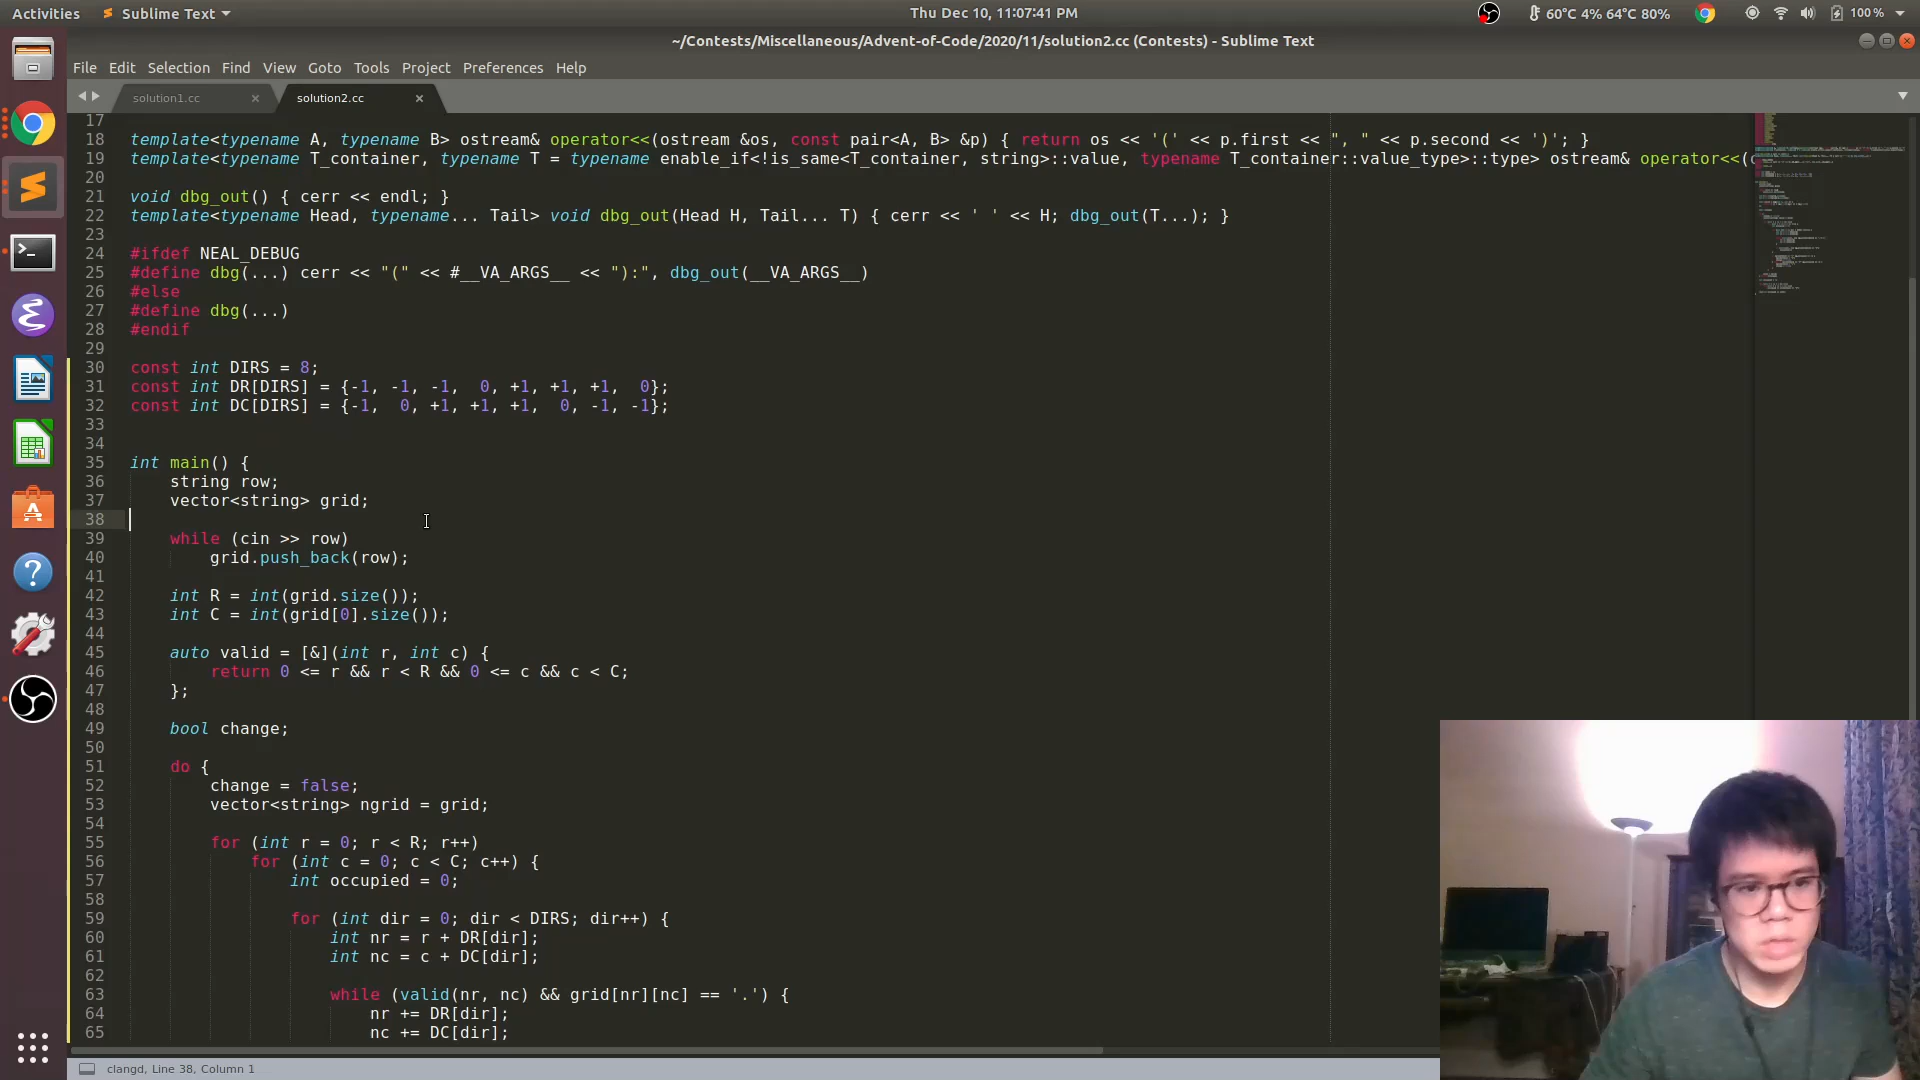 Activities
Sublime Text
Thu Dec 10, 11:07:41 PM
60°C 4% 64°C 80%
100 %
~/Contests/Miscellaneous/Advent-of-Code/2020/11/solution2.cc (Contests) - Sublime Text
File Edit Selection Find View Goto Tools Project Preferences Help
solution1.cc
solution2.cc
17
18 template<typename A, typename B> ostream& operator<<(ostream &os, const pair<A, B> &p) { return os << '(' << p.first << ", " << p.second << ')'; }
19 template<typename T_container, typename T = typename enable_if<!is_same<T_container, string>::value, typename T_container::value_type>::type> ostream& operator<<(
20
21 void dbg_out() { cerr << endl; }
22 template<typename Head, typename... Tail> void dbg_out(Head H, Tail... T) { cerr << ' ' << H; dbg_out(T...); }
23
24 #ifdef NEAL_DEBUG
25 #define dbg(...) cerr << "(" << #__VA_ARGS__ << "):", dbg_out(__VA_ARGS__)
26 #else
27 #define dbg(...)
28 #endif
29
30 const int DIRS = 8;
31 const int DR[DIRS] = {-1, -1, -1,  0, +1, +1, +1,  0};
32 const int DC[DIRS] = {-1,  0, +1, +1, +1,  0, -1, -1};
33
34
35 int main() {
36     string row;
37     vector<string> grid;
38
39     while (cin >> row)
40         grid.push_back(row);
41
42     int R = int(grid.size());
43     int C = int(grid[0].size());
44
45     auto valid = [&](int r, int c) {
46         return 0 <= r && r < R && 0 <= c && c < C;
47     };
48
49     bool change;
50
51     do {
52         change = false;
53         vector<string> ngrid = grid;
54
55         for (int r = 0; r < R; r++)
56             for (int c = 0; c < C; c++) {
57                 int occupied = 0;
58
59                 for (int dir = 0; dir < DIRS; dir++) {
60                     int nr = r + DR[dir];
61                     int nc = c + DC[dir];
62
63                     while (valid(nr, nc) && grid[nr][nc] == '.') {
64                         nr += DR[dir];
65                         nc += DC[dir];
clangd, Line 38, Column 1